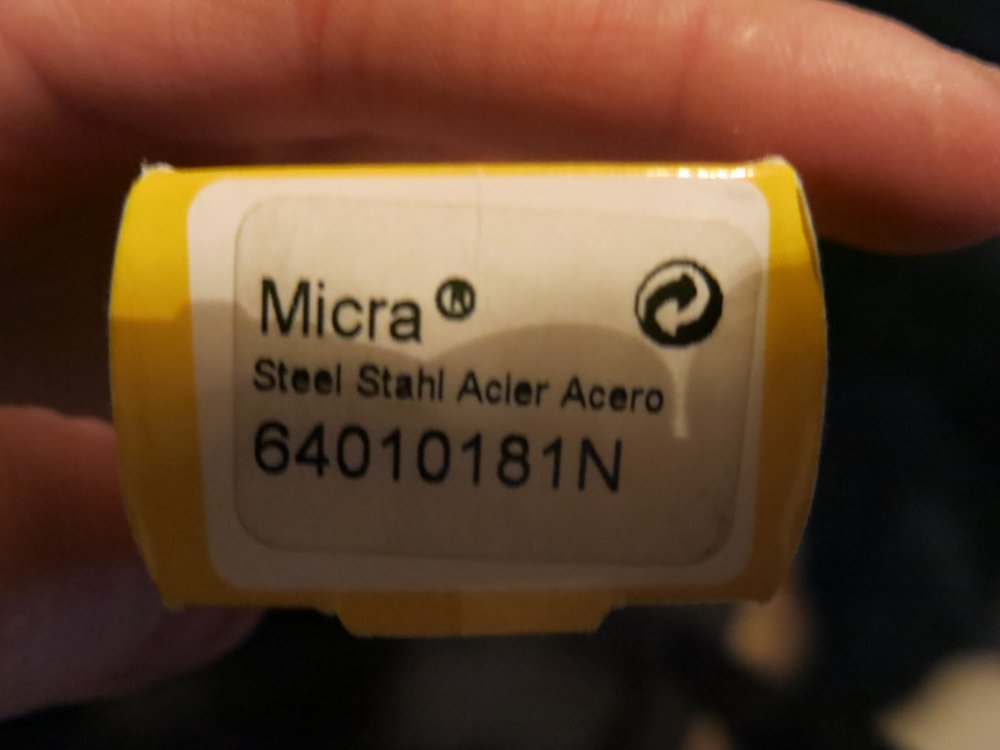 Micra®
Steel Stahl Acier Acero
64010181N